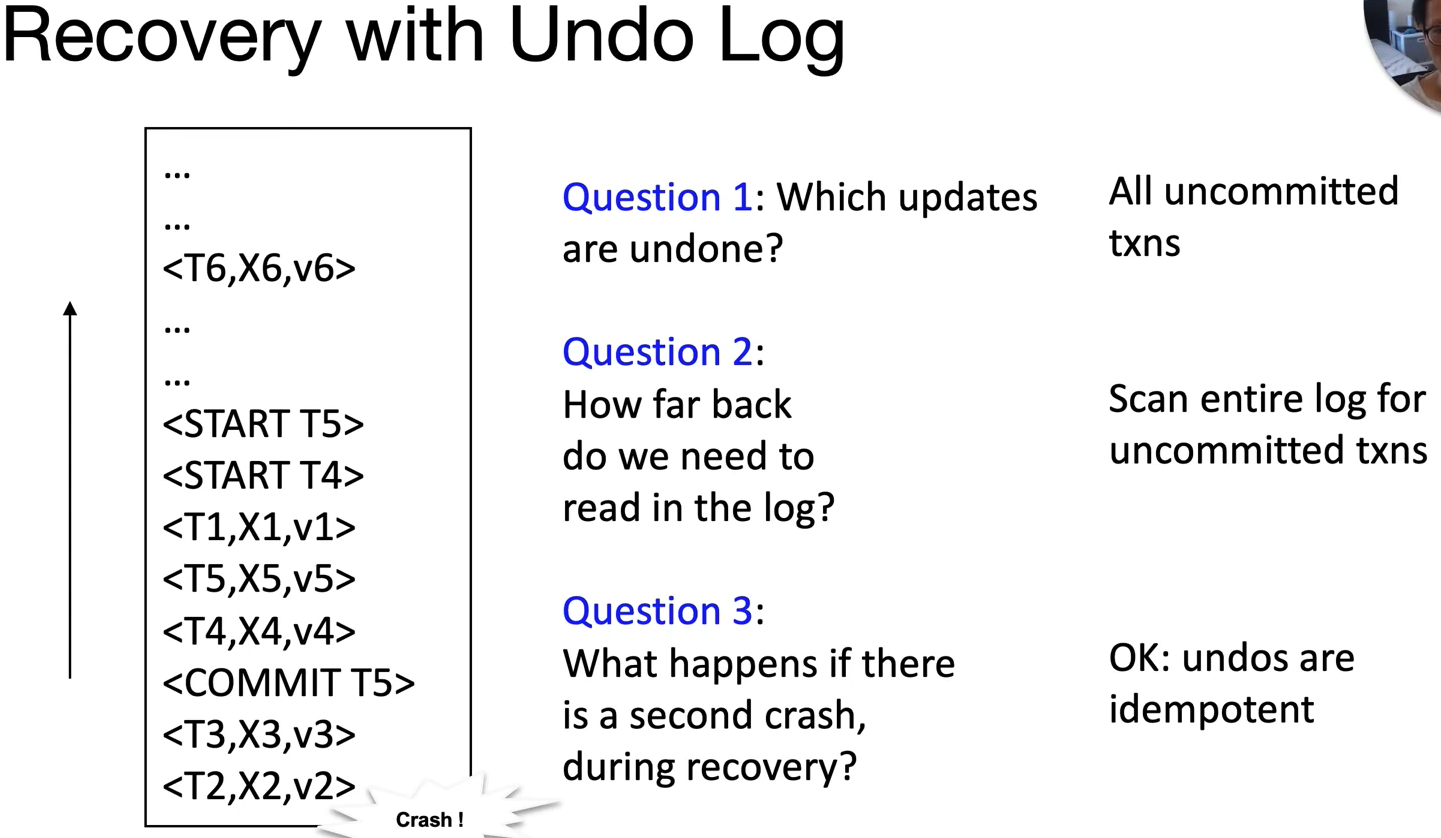 Recovery with Undo Log
...
...
<T6,X6,v6>
...
...
<START T5>
<START T4>
<T1,X1,v1>
<T5,X5,v5>
<T4,X4,v4>
<COMMIT T5>
<T3,X3,v3>
<T2,X2,v2>
Crash !
Question 1: Which updates
are undone?
All uncommitted
txns
Question 2:
How far back
do we need to
read in the log?
Scan entire log for
uncommitted txns
Question 3:
What happens if there
is a second crash,
during recovery?
OK: undos are
idempotent